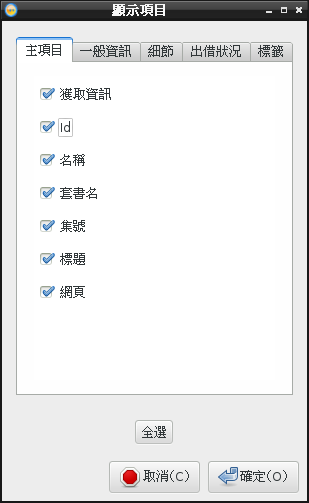 顯示項目
主項目 一般資訊 細節 出借狀況 標籤
獲取資訊
Id
名稱
套書名
集號
標題
網頁
全選
取消(C) 確定(O)